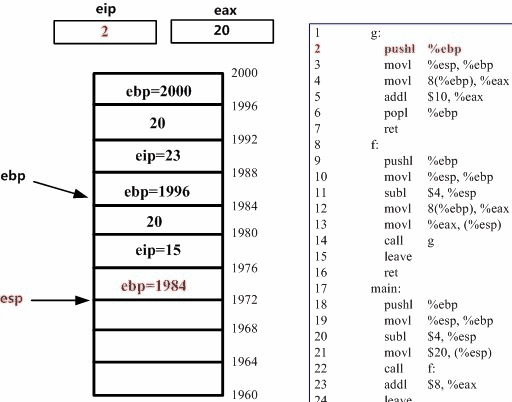 eip eax
2 20
2000
ebp=2000
1996
20
1992
eip=23
1988
ebp ebp=1996
1984
20
1980
eip=15
1976
ebp=1984
esp 1972
1968
1964
1960
1 g:
2 pushl %ebp
3 movl %esp, %ebp
4 movl 8(%ebp), %eax
5 addl $10, %eax
6 popl %ebp
7 ret
8 f:
9 pushl %ebp
10 movl %esp, %ebp
11 subl $4, %esp
12 movl 8(%ebp), %eax
13 movl %eax, (%esp)
14 call g
15 leave
16 ret
17 main:
18 pushl %ebp
19 movl %esp, %ebp
20 subl $4, %esp
21 movl $20, (%esp)
22 call f:
23 addl $8, %eax
24 leave